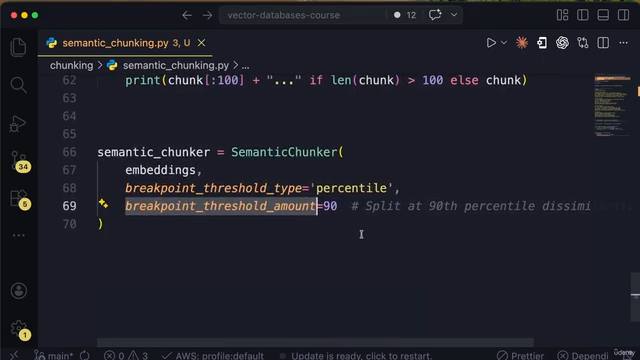 vector-databases-course
12
semantic_chunking.py 3, U
chunking > semantic_chunking.py > ...
62 print(chunk[:100] + "..." if len(chunk) > 100 else chunk)
63
64
65
66 semantic_chunker = SemanticChunker(
67 embeddings,
68 breakpoint_threshold_type='percentile',
69 breakpoint_threshold_amount=90 # Split at 90th percentile dissimi
70 )
34
5
1
main* 0 3 AWS: profile:default Update is ready, click to restart. Prettier Dependi
udemy